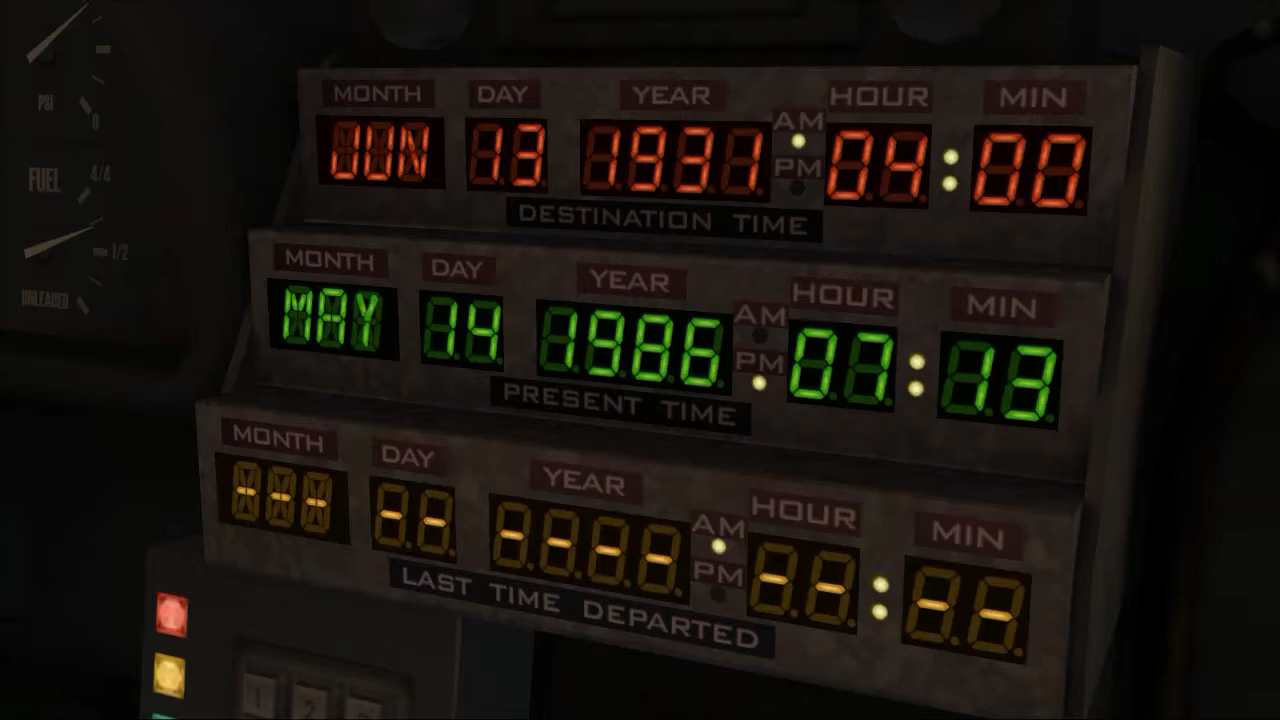 PSI
0
FUEL
4/4
1/2
UNLEADED
MONTH DAY YEAR AM PM HOUR MIN
JUN 13 1931 04:00
DESTINATION TIME
MONTH DAY YEAR AM PM HOUR MIN
MAY 14 1986 07:13
PRESENT TIME
MONTH DAY YEAR AM PM HOUR MIN
--- -- ---- --:--
LAST TIME DEPARTED
1 2